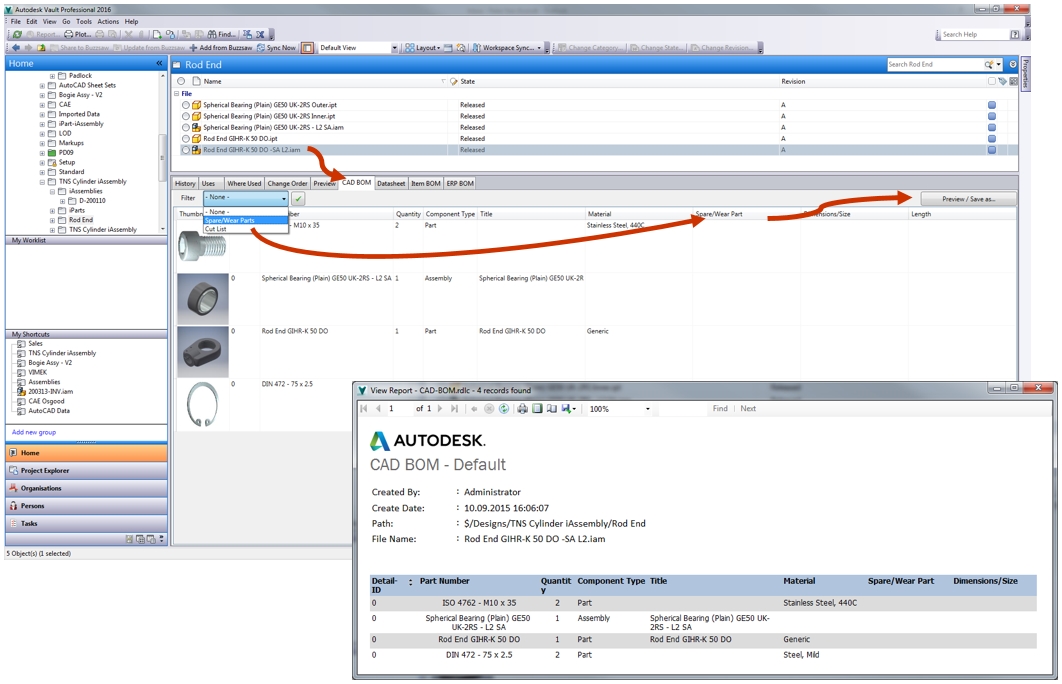 Autodesk Vault Professional 2016
File Edit View Go Tools Actions Help
Report... Plot... Find...
Search Help
Share to Buzzsaw Update from Buzzsaw Add from Buzzsaw Sync Now Default View Layout Workspace Sync... Change Category... Change State... Change Revision...
Home «
Padlock
AutoCAD Sheet Sets
Bogie Assy - V2
CAE
Imported Data
iPart-iAssembly
LOD
Markups
PD09
Setup
Standard
TNS Cylinder iAssembly
iAssemblies
D-200110
iParts
Rod End
TNS Cylinder iAssembly
My Worklist
My Shortcuts
Sales
TNS Cylinder iAssembly
Bogie Assy - V2
VIMEK
Assemblies
200313-INV.iam
CAE Osgood
AutoCAD Data
Add new group
Home
Project Explorer
Organisations
Persons
Tasks
5 Object(s) (1 selected)
Rod End
Search Rod End
Properties
Name State Revision
File
Spherical Bearing (Plain) GE50 UK-2RS Outer.ipt Released A
Spherical Bearing (Plain) GE50 UK-2RS Inner.ipt Released A
Spherical Bearing (Plain) GE50 UK-2RS - L2 SA.iam Released A
Rod End GIHR-K 50 DO.ipt Released A
Rod End GIHR-K 50 DO -SA L2.iam Released A
History Uses Where Used Change Order Preview CAD BOM Datasheet Item BOM ERP BOM
Filter - None - Preview / Save as...
- None -
Spare/Wear Parts
Cut List
Thumbn ber Quantity Component Type Title Material Spare/Wear Part Dimensions/Size Length
- M10 x 35 2 Part Stainless Steel, 440C
0 Spherical Bearing (Plain) GE50 UK-2RS - L2 SA 1 Assembly Spherical Bearing (Plain) GE50 UK-2R
0 Rod End GIHR-K 50 DO 1 Part Rod End GIHR-K 50 DO Generic
0 DIN 472 - 75 x 2.5
View Report - CAD-BOM.rdlc - 4 records found
1 of 1 100% Find | Next
AUTODESK.
CAD BOM - Default
Created By: : Administrator
Create Date: : 10.09.2015 16:06:07
Path: : $/Designs/TNS Cylinder iAssembly/Rod End
File Name: : Rod End GIHR-K 50 DO -SA L2.iam
Detail- : Part Number Quantit Component Type Title Material Spare/Wear Part Dimensions/Size
ID y
0 ISO 4762 - M10 x 35 2 Part Stainless Steel, 440C
0 Spherical Bearing (Plain) GE50 1 Assembly Spherical Bearing (Plain) GE50 UK-
UK-2RS - L2 SA 2RS - L2 SA
0 Rod End GIHR-K 50 DO 1 Part Rod End GIHR-K 50 DO Generic
0 DIN 472 - 75 x 2.5 2 Part Steel, Mild